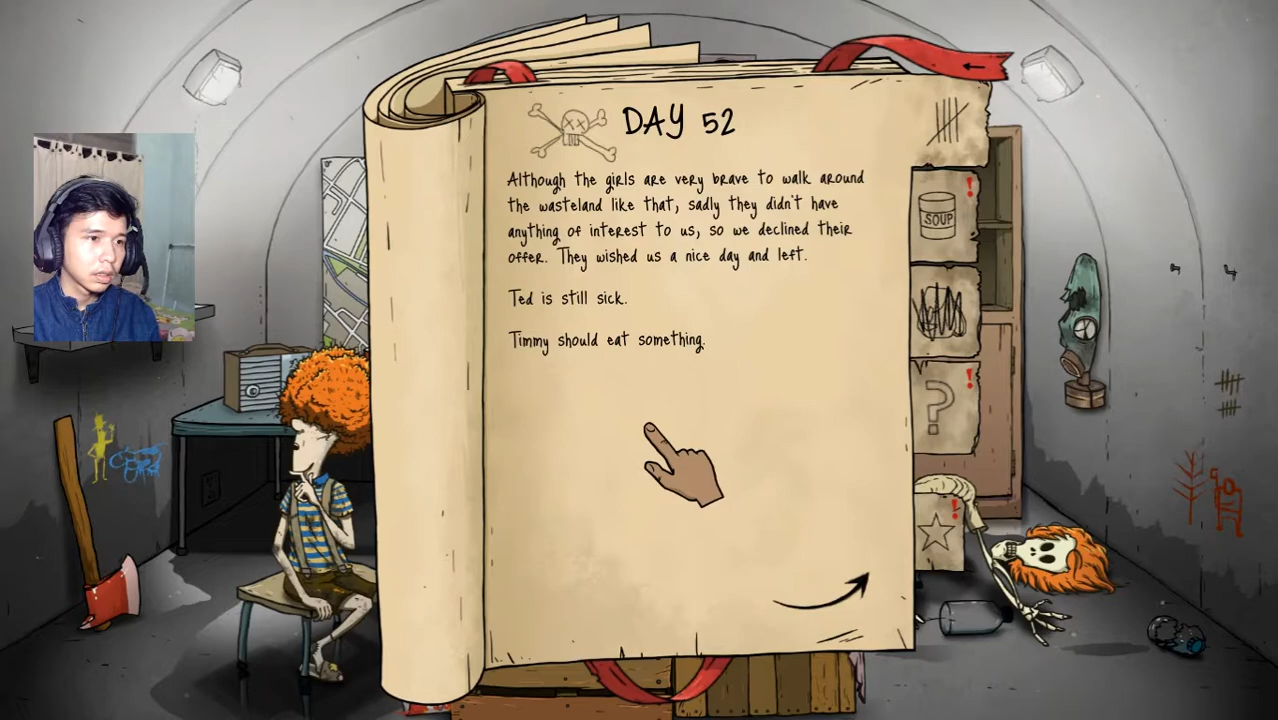 DAY 52
Although the girls are very brave to walk around
the wasteland like that, sadly they didn't have
anything of interest to us, so we declined their
offer. They wished us a nice day and left.
Ted is still sick.
Timmy should eat something.
!
SOUP
!
?
!